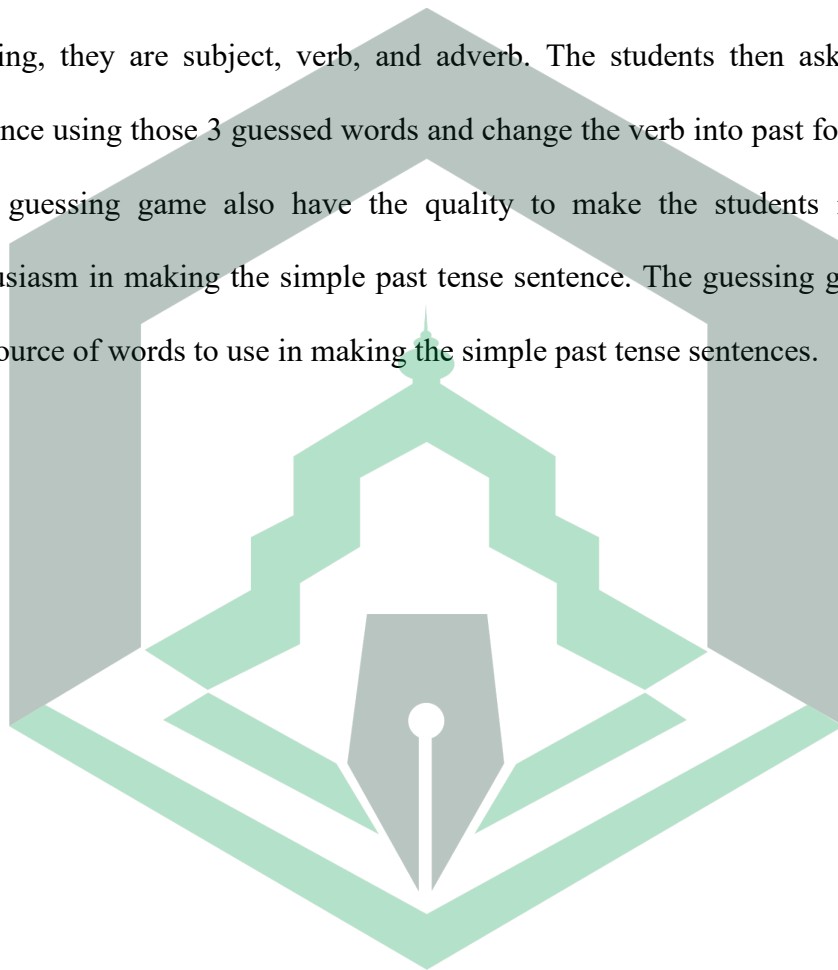 ing, they are subject, verb, and adverb. The students then ask
nce using those 3 guessed words and change the verb into past fo
guessing game also have the quality to make the students
usiasm in making the simple past tense sentence. The guessing g
ource of words to use in making the simple past tense sentences.